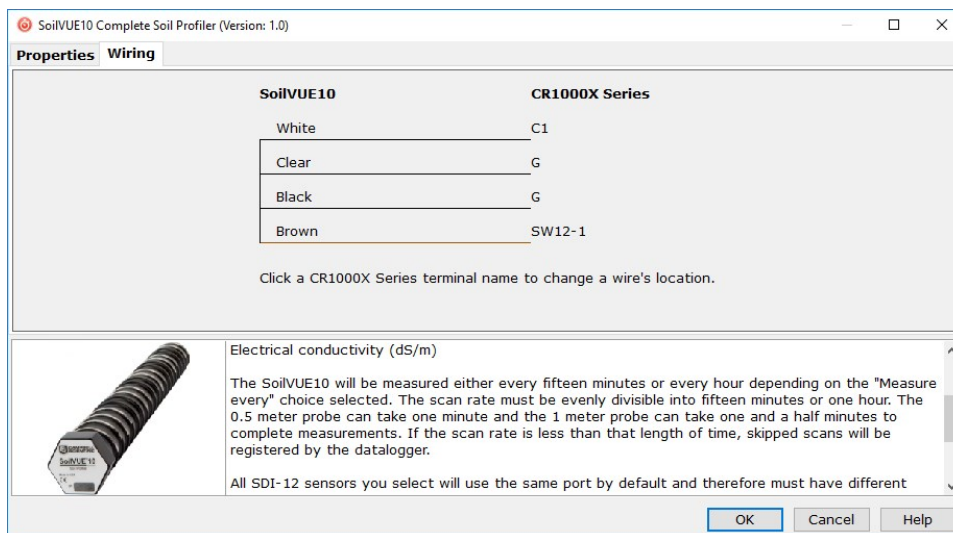 SoilVUE10 Complete Soil Profiler (Version: 1.0)
Properties Wiring
SoilVUE10 CR1000X Series
White C1
Clear G
Black G
Brown SW12-1
Click a CR1000X Series terminal name to change a wire's location.
Electrical conductivity (dS/m)
The SoilVUE10 will be measured either every fifteen minutes or every hour depending on the "Measure
every" choice selected. The scan rate must be evenly divisible into fifteen minutes or one hour. The
0.5 meter probe can take one minute and the 1 meter probe can take one and a half minutes to
complete measurements. If the scan rate is less than that length of time, skipped scans will be
registered by the datalogger.
All SDI-12 sensors you select will use the same port by default and therefore must have different
SoilVUE10
OK Cancel Help